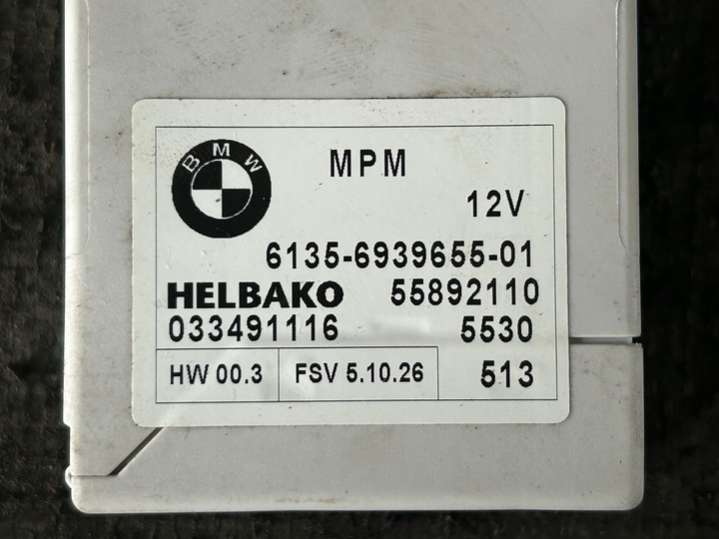 BMW
MPM
12V
6135-6939655-01
HELBAKO 55892110
033491116 5530
HW 00.3 FSV 5.10.26 513